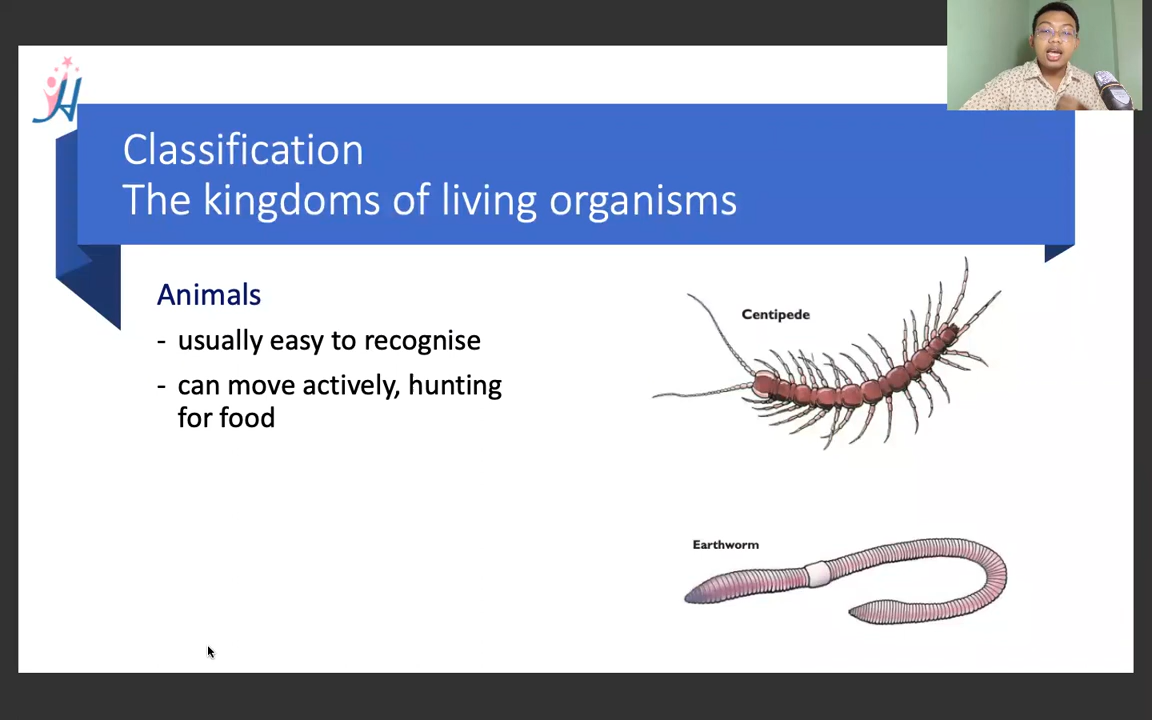 Classification
The kingdoms of living organisms
Animals
- usually easy to recognise
- can move actively, hunting
for food
Centipede
Earthworm